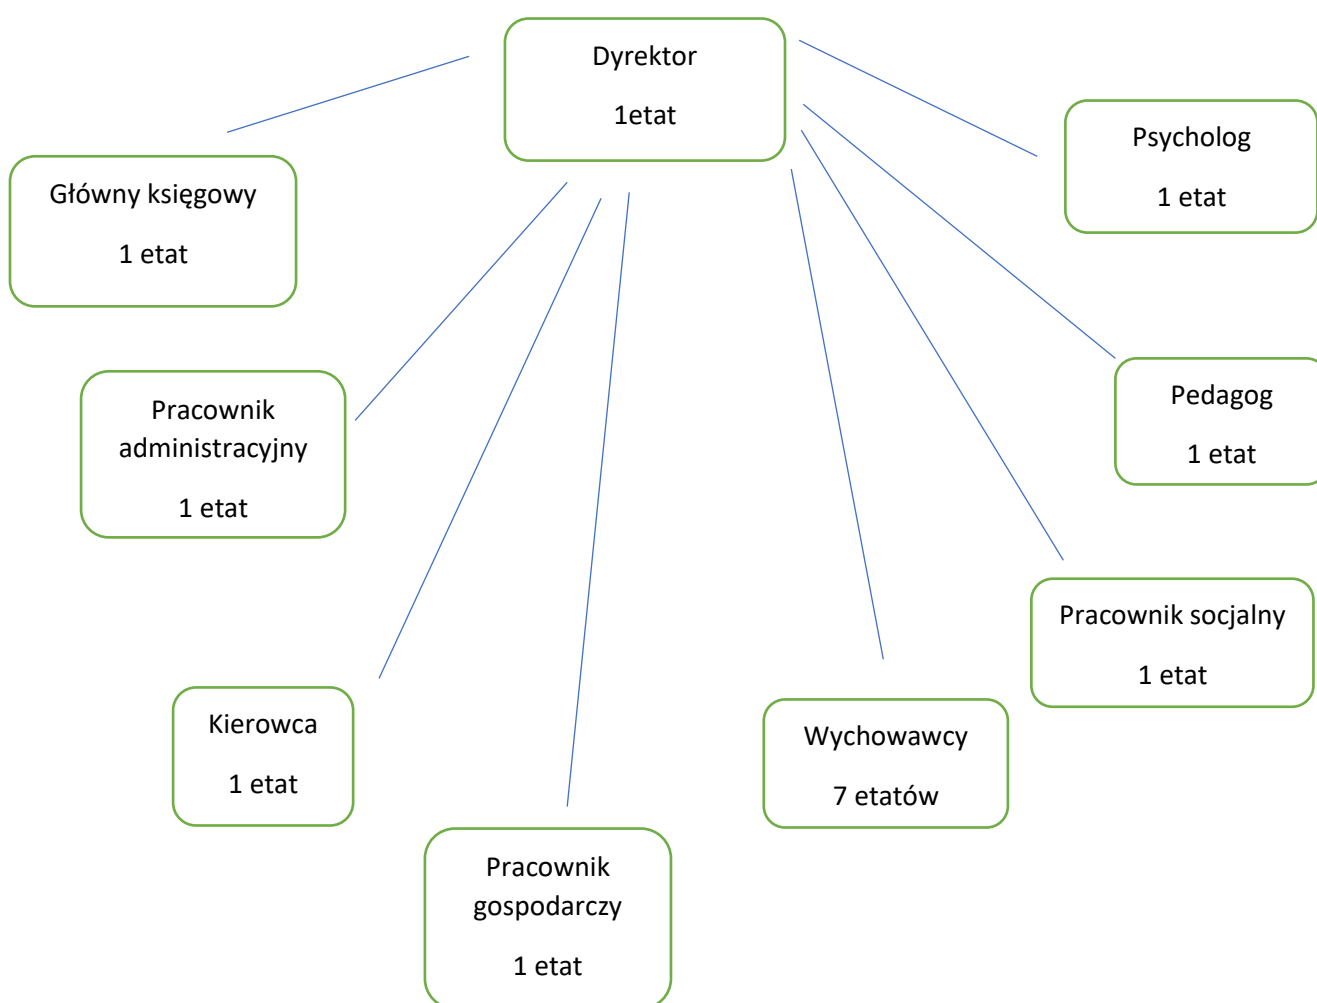 Dyrektor
1etat
Psycholog
1 etat
Główny księgowy
1 etat
Pedagog
1 etat
Pracownik
administracyjny
1 etat
Pracownik socjalny
1 etat
Kierowca
1 etat
Wychowawcy
7 etatów
Pracownik
gospodarczy
1 etat